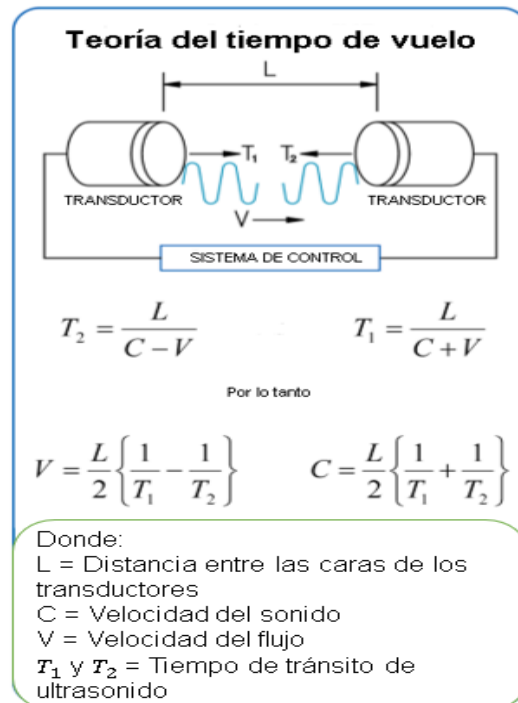 Teoría del tiempo de vuelo
L
T₁ T₂
TRANSDUCTOR TRANSDUCTOR
V
SISTEMA DE CONTROL
T₂ = L / (C − V) T₁ = L / (C + V)
Por lo tanto
V = L/2 {1/T₁ − 1/T₂} C = L/2 {1/T₁ + 1/T₂}
Donde:
L = Distancia entre las caras de los
transductores
C = Velocidad del sonido
V = Velocidad del flujo
T₁ y T₂ = Tiempo de tránsito de
ultrasonido